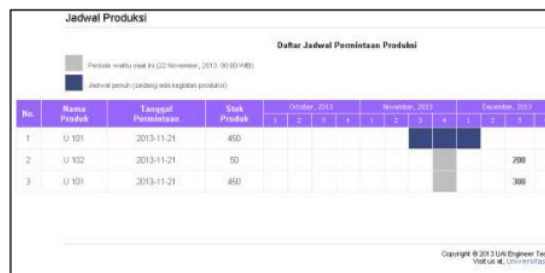 Jadwal Produksi
Daftar Jadwal Permintaan Produksi
Periode waktu saat ini (22 November, 2013. 00:00 WIB)
Jadwal penuh (sedang ada kegiatan produksi)
No. Nama Produk Tanggal Permintaan Stok Produk October, 2013 November, 2013 December, 2013
1 2 3 4 1 2 3 4 1 2 3
1 U 101 2013-11-21 450
2 U 102 2013-11-21 50 200
3 U 101 2013-11-21 450 300
Copyright © 2013 UAI Engineer
Visit us at, Universitas